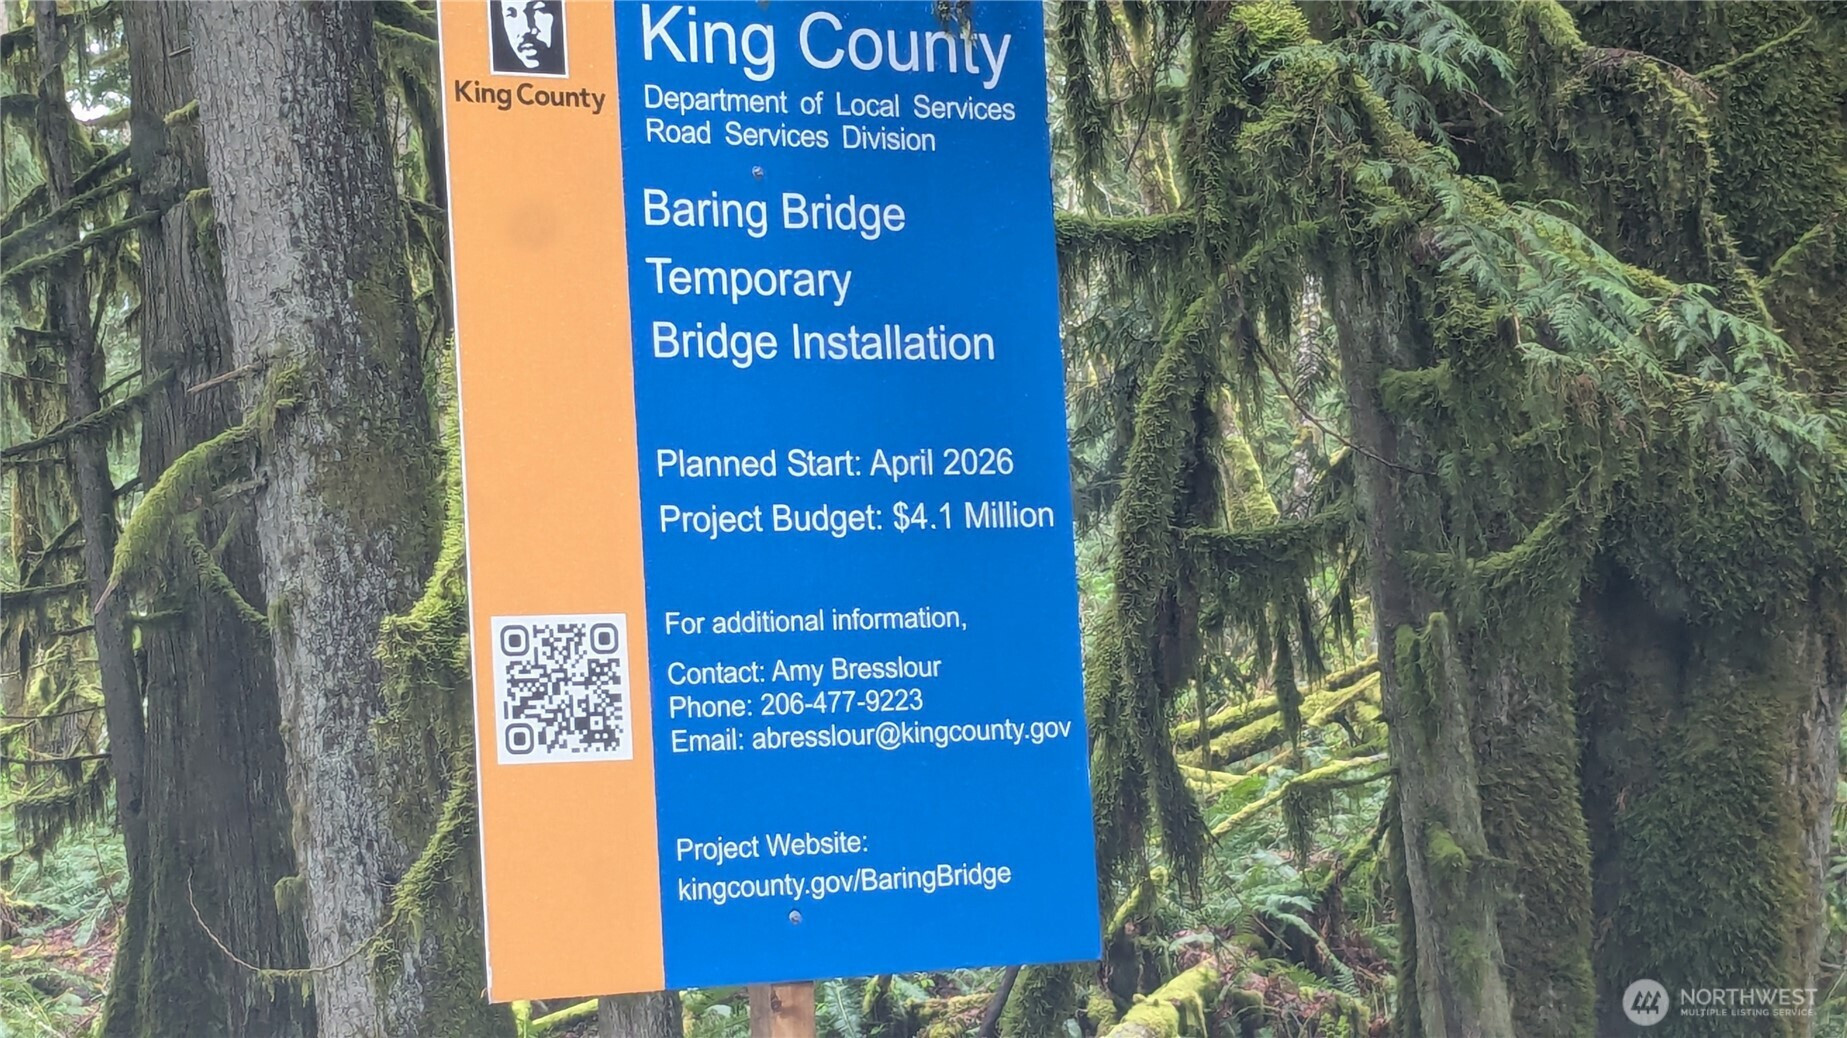 King County
King County
Department of Local Services
Road Services Division
Baring Bridge
Temporary
Bridge Installation
Planned Start: April 2026
Project Budget: $4.1 Million
For additional information,
Contact: Amy Bresslour
Phone: 206-477-9223
Email: abresslour@kingcounty.gov
Project Website:
kingcounty.gov/BaringBridge
NORTHWEST
MULTIPLE LISTING SERVICE